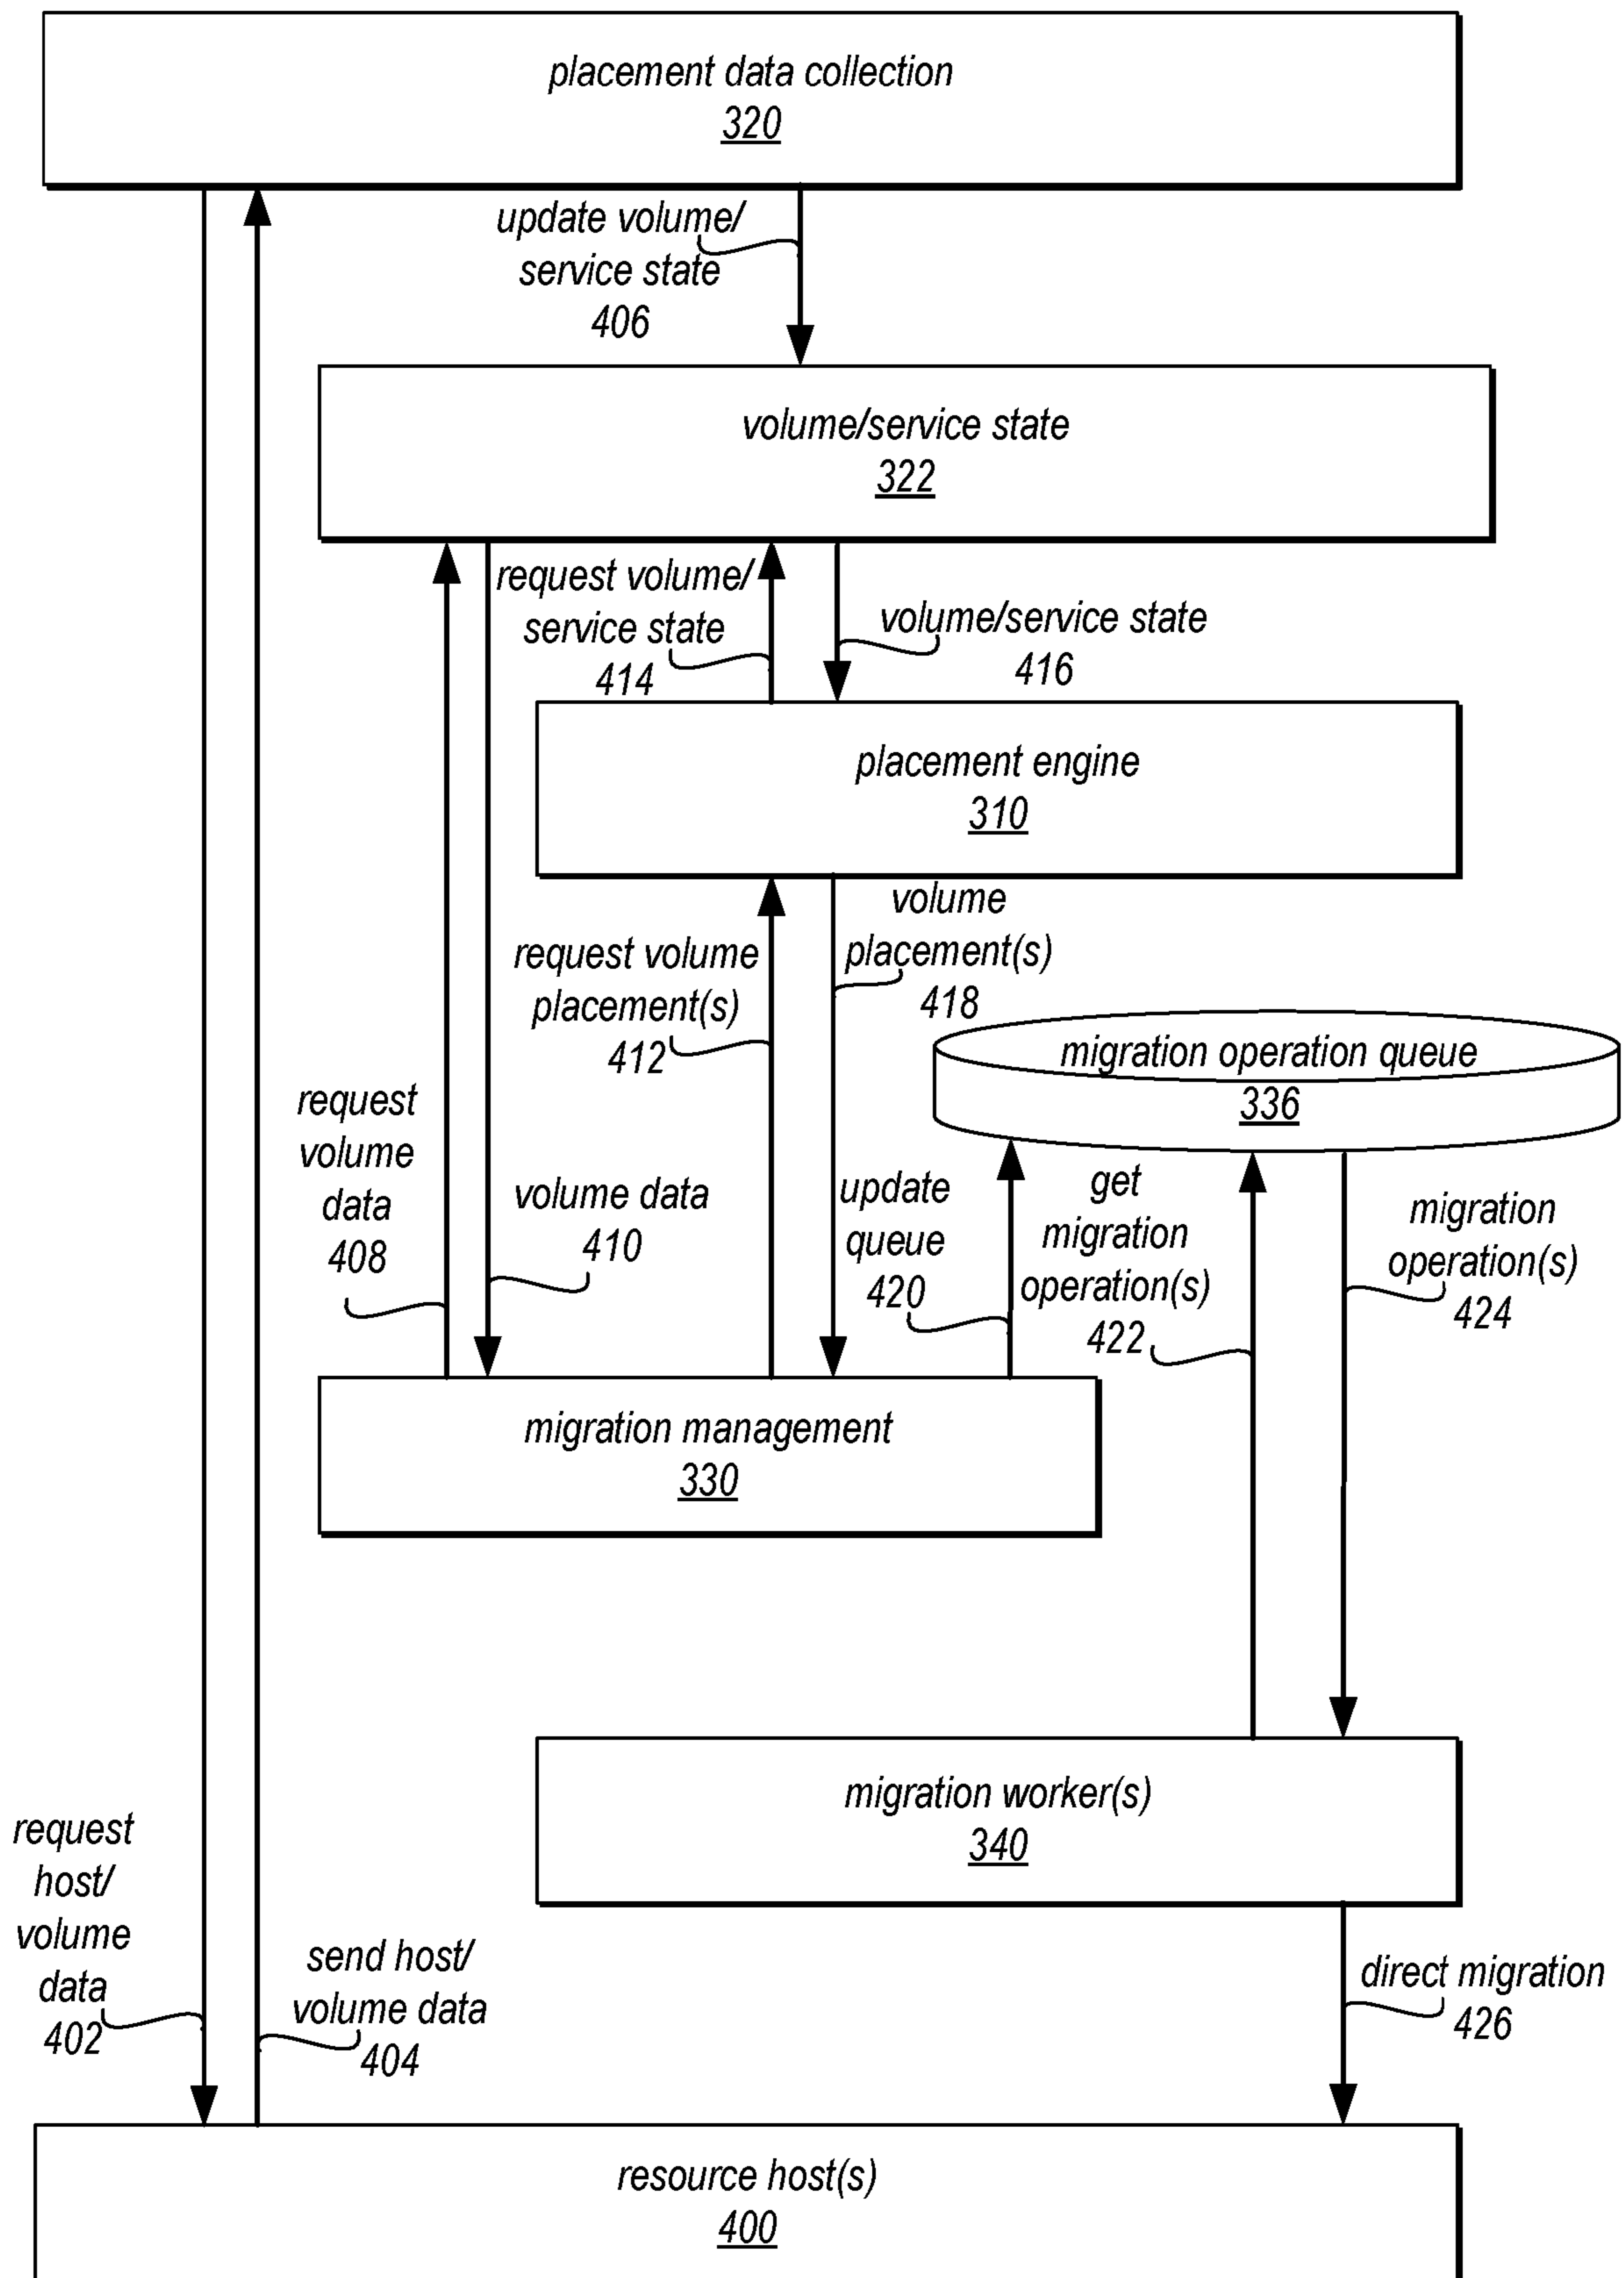 placement data collection
320
update volume/
service state
406
volume/service state
322
request volume/
service state
414
volume/service state
416
placement engine
310
volume
placement(s)
418
request volume
placement(s)
412
migration operation queue
336
request
volume
data
408
volume data
410
update
queue
420
get
migration
operation(s)
422
migration
operation(s)
424
migration management
330
migration worker(s)
340
request
host/
volume
data
402
send host/
volume data
404
direct migration
426
resource host(s)
400